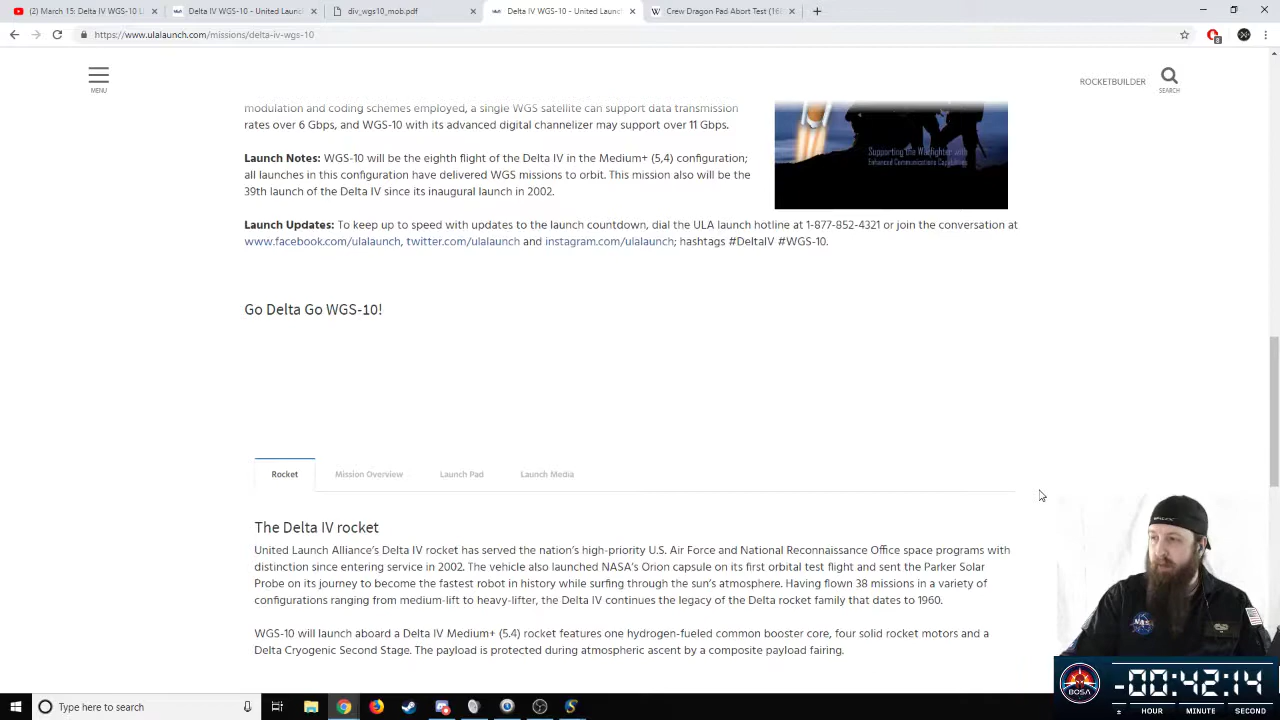 (2) March 15: Delta IV WGS-10 L
Delta IV WGS-10 - United Launch
div_wgs10_mob.pdf
Delta IV WGS-10 - United Launch
Crew Dragon Pad Abort Test (16
https://www.ulalaunch.com/missions/delta-iv-wgs-10
MENU
ROCKETBUILDER
SEARCH
modulation and coding schemes employed, a single WGS satellite can support data transmission
rates over 6 Gbps, and WGS-10 with its advanced digital channelizer may support over 11 Gbps.
Supporting the Warfighter with
Enhanced Communications Capabilities
Launch Notes: WGS-10 will be the eighth flight of the Delta IV in the Medium+ (5,4) configuration;
all launches in this configuration have delivered WGS missions to orbit. This mission also will be the
39th launch of the Delta IV since its inaugural launch in 2002.
Launch Updates: To keep up to speed with updates to the launch countdown, dial the ULA launch hotline at 1-877-852-4321 or join the conversation at
www.facebook.com/ulalaunch, twitter.com/ulalaunch and instagram.com/ulalaunch; hashtags #DeltaIV #WGS-10.
Go Delta Go WGS-10!
Rocket
Mission Overview
Launch Pad
Launch Media
The Delta IV rocket
United Launch Alliance's Delta IV rocket has served the nation's high-priority U.S. Air Force and National Reconnaissance Office space programs with
distinction since entering service in 2002. The vehicle also launched NASA's Orion capsule on its first orbital test flight and sent the Parker Solar
Probe on its journey to become the fastest robot in history while surfing through the sun's atmosphere. Having flown 38 missions in a variety of
configurations ranging from medium-lift to heavy-lifter, the Delta IV continues the legacy of the Delta rocket family that dates to 1960.
WGS-10 will launch aboard a Delta IV Medium+ (5.4) rocket features one hydrogen-fueled common booster core, four solid rocket motors and a
Delta Cryogenic Second Stage. The payload is protected during atmospheric ascent by a composite payload fairing.
BOSA
-00:42:14
± HOUR MINUTE SECOND
Type here to search